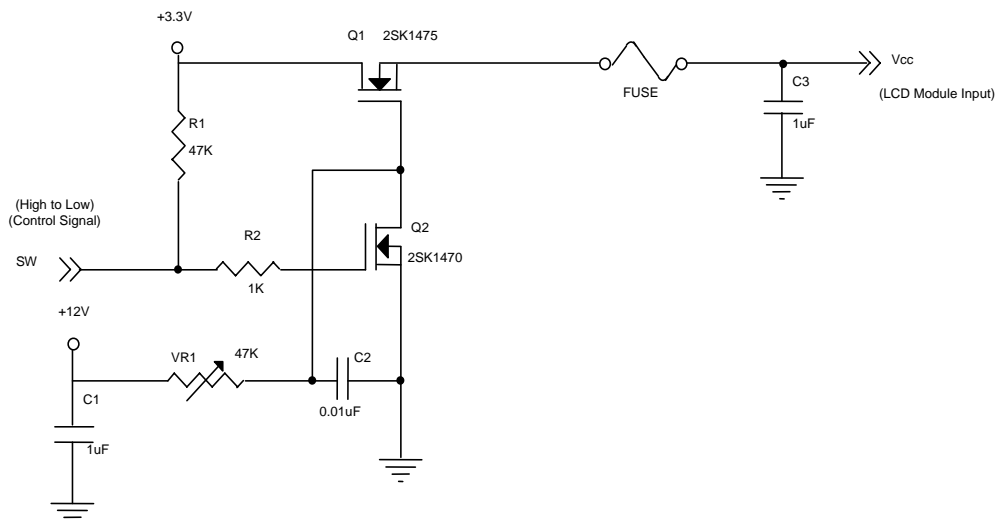 +3.3V
Q1 2SK1475
Vcc
FUSE
C3
(LCD Module Input)
R1
1uF
47K
(High to Low)
(Control Signal)
R2
Q2
SW
2SK1470
1K
+12V
VR1
47K
C2
C1
0.01uF
1uF